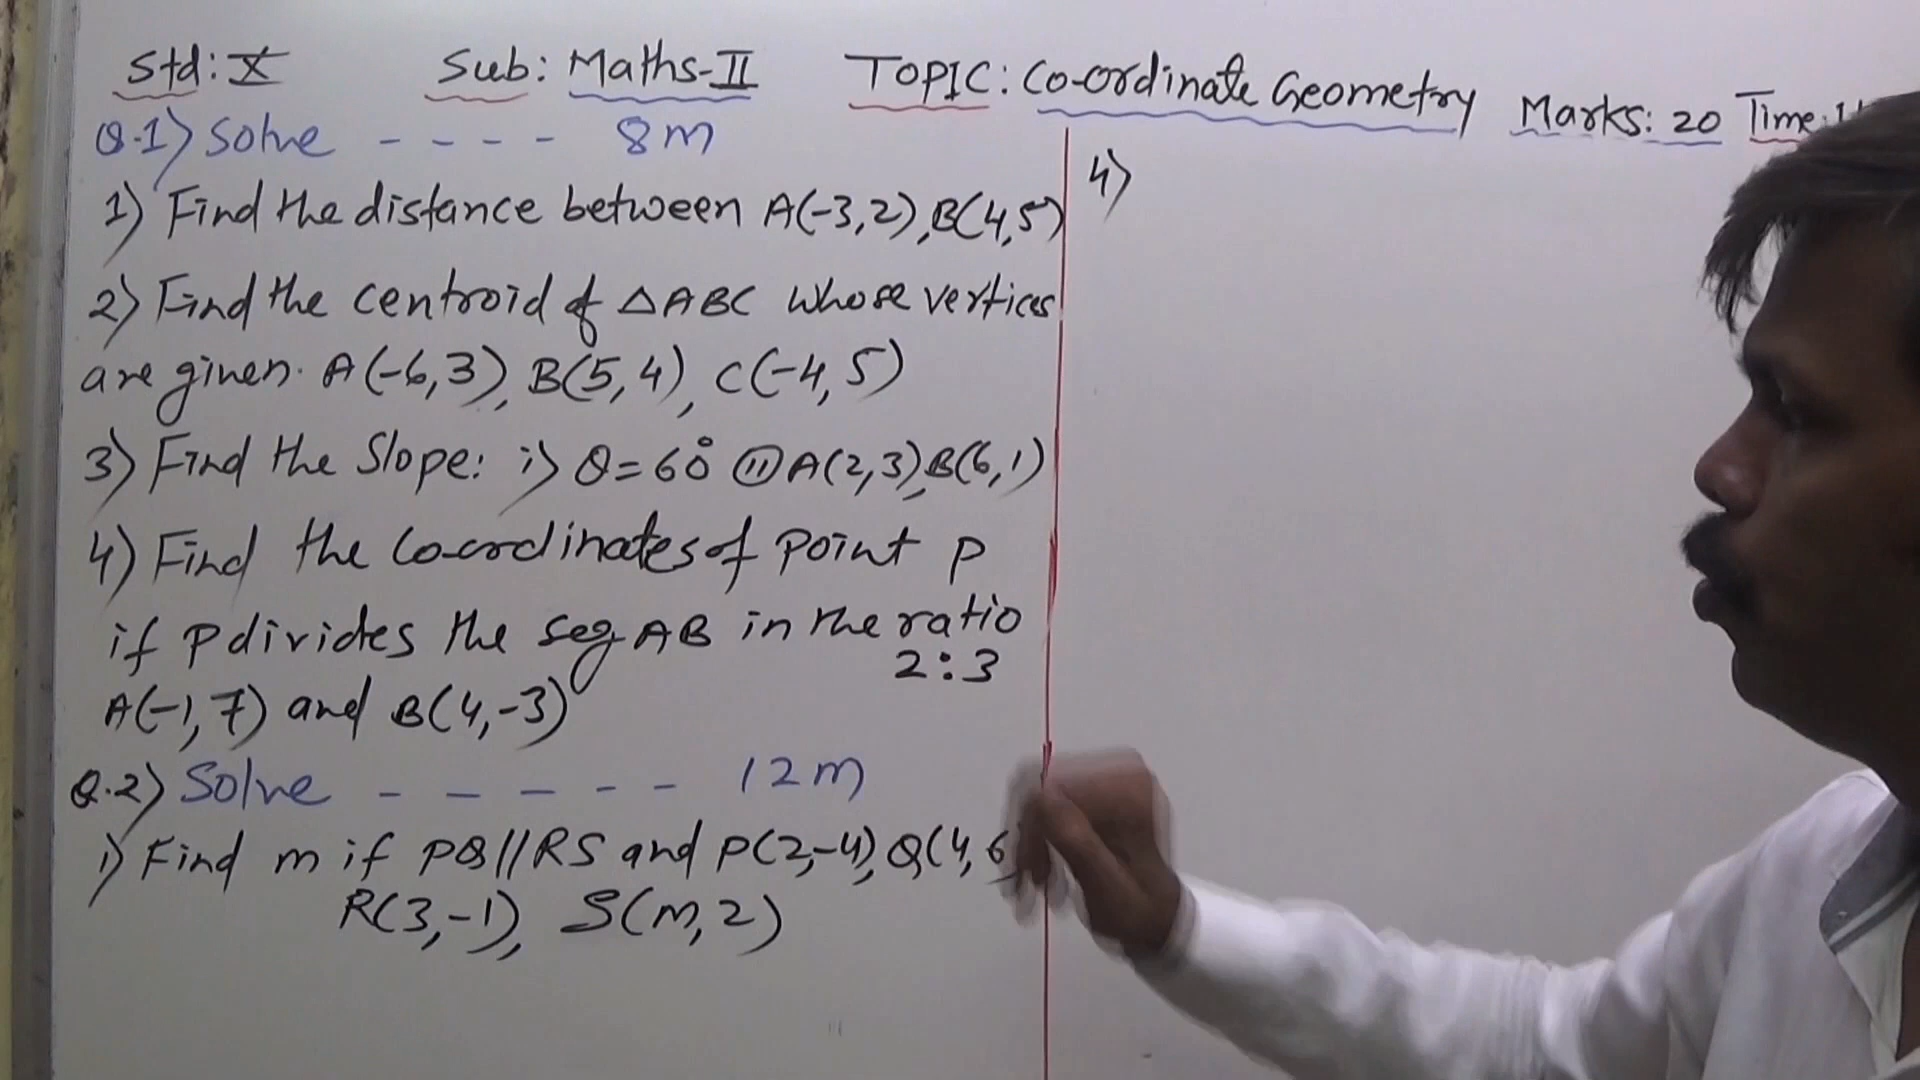 Std: X Sub: Maths-II TOPIC: Co-ordinate Geometry Marks: 20 Time:
Q.1) Solve - - - - 8m
1) Find the distance between A(-3,2), B(4,5)
2) Find the centroid of △ABC whose vertices
are given. A(-6,3), B(5,4), C(-4,5)
3) Find the Slope: i) θ=60° (ii) A(2,3), B(6,1)
4) Find the Co-ordinates of point P
if P divides the seg AB in the ratio
2:3
A(-1,7) and B(4,-3)
Q.2) Solve - - - - - - 12m
1) Find m if PQ//RS and P(2,-4), Q(4,6
R(3,-1), S(m,2)
4)